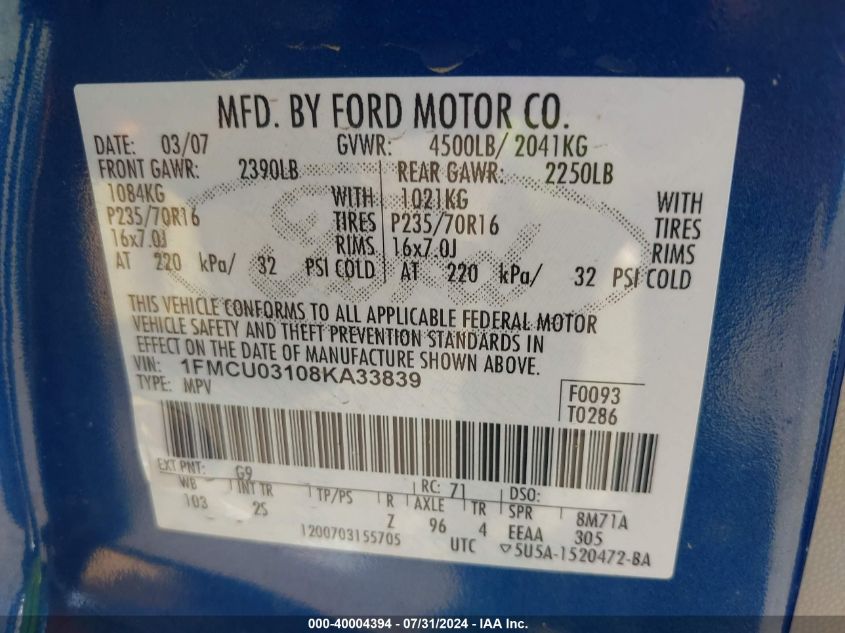 MFD. BY FORD MOTOR CO.
DATE: 03/07 GVWR: 4500LB/ 2041KG
FRONT GAWR: 2390LB REAR GAWR: 2250LB
1084KG WITH 1021KG WITH
P235/70R16 TIRES P235/70R16 TIRES
16x7.0J RIMS 16x7.0J RIMS
AT 220 kPa/ 32 PSI COLD AT 220 kPa/ 32 PSI COLD
THIS VEHICLE CONFORMS TO ALL APPLICABLE FEDERAL MOTOR
VEHICLE SAFETY AND THEFT PREVENTION STANDARDS IN
EFFECT ON THE DATE OF MANUFACTURE SHOWN ABOVE.
VIN: 1FMCU03108KA33839
TYPE: MPV
F0093
T0286
EXT PNT: G9 RC: 71 DSO:
WB INT TR TP/PS R AXLE TR SPR 8M71A
103 2S Z 96 4 EEAA 305
1200703155705 UTC ▽5U5A-1520472-BA
000-40004394 - 07/31/2024 - IAA Inc.